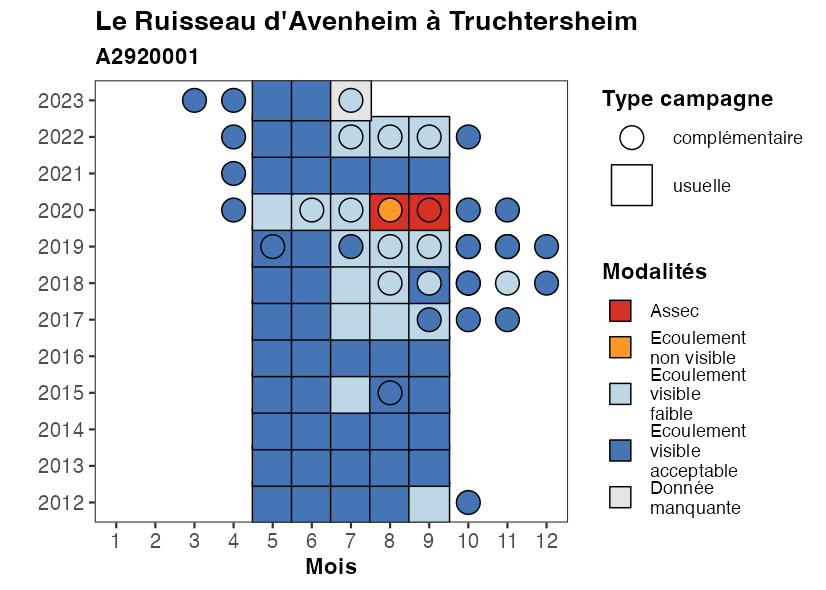 Le Ruisseau d'Avenheim à Truchtersheim
A2920001
2023
2022
2021
2020
2019
2018
2017
2016
2015
2014
2013
2012
1 2 3 4 5 6 7 8 9 10 11 12
Mois
Type campagne
complémentaire
usuelle
Modalités
Assec
Ecoulement
non visible
Ecoulement
visible
faible
Ecoulement
visible
acceptable
Donnée
manquante